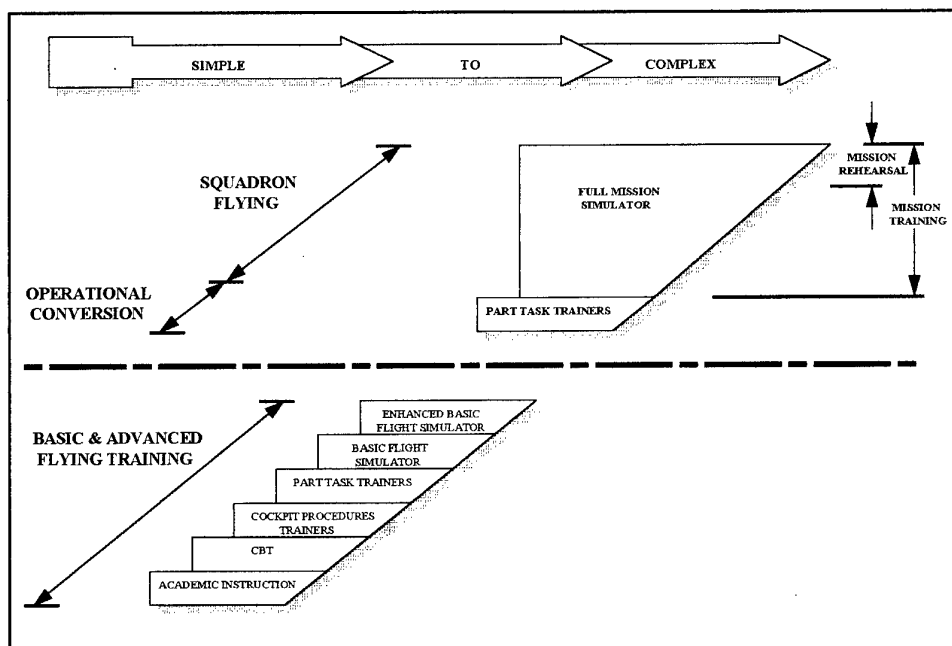 SIMPLE TO COMPLEX
SQUADRON
FLYING
OPERATIONAL
CONVERSION
FULL MISSION
SIMULATOR
PART TASK TRAINERS
MISSION
REHEARSAL
MISSION
TRAINING
BASIC & ADVANCED
FLYING TRAINING
ENHANCED BASIC
FLIGHT SIMULATOR
BASIC FLIGHT
SIMULATOR
PART TASK TRAINERS
COCKPIT PROCEDURES
TRAINERS
CBT
ACADEMIC INSTRUCTION